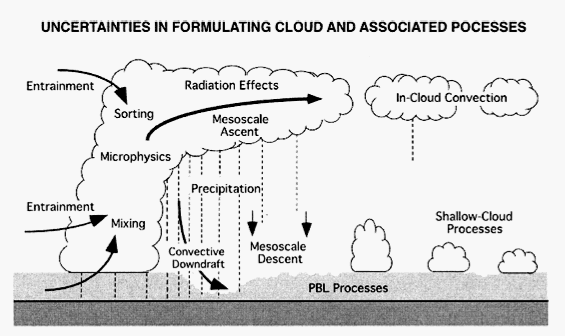 UNCERTAINTIES IN FORMULATING CLOUD AND ASSOCIATED POCESSES
Entrainment
Radiation Effects
In-Cloud Convection
Sorting
Mesoscale
Ascent
Microphysics
Precipitation
Entrainment
Mixing
Shallow-Cloud
Processes
Convective
Downdraft
Mesoscale
Descent
PBL Processes